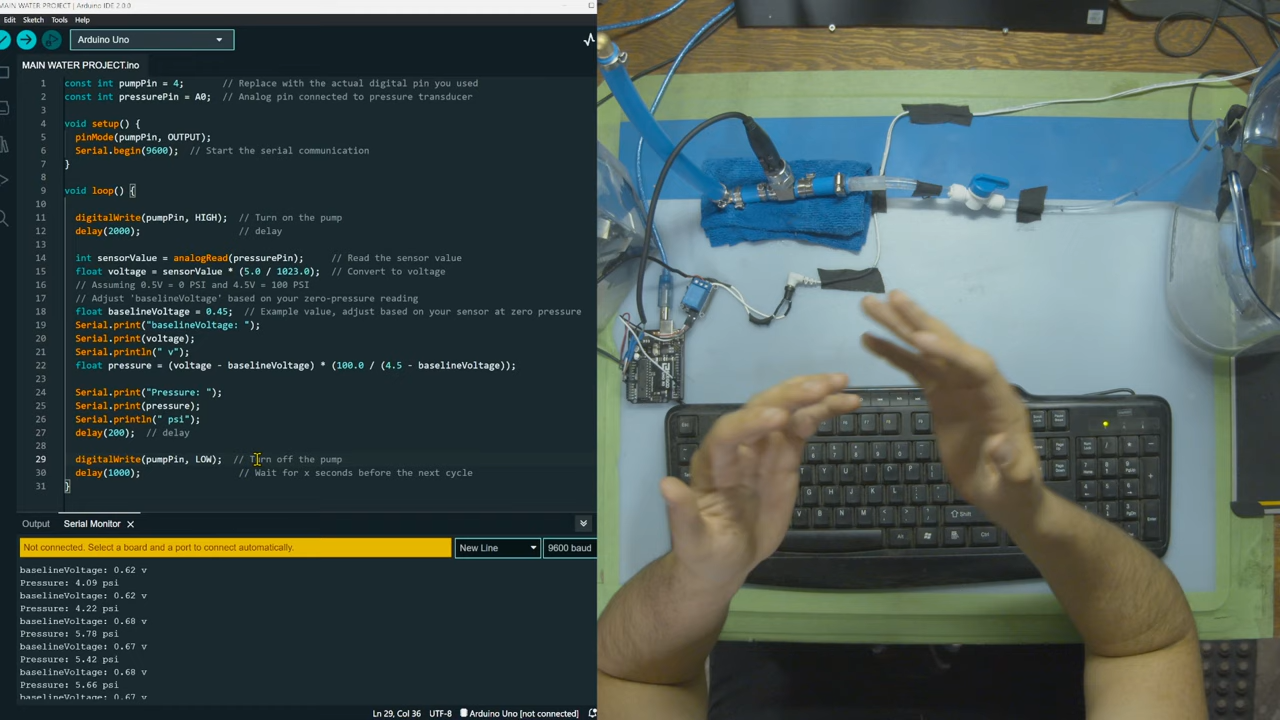 MAIN WATER PROJECT.ino | Arduino IDE 2.0.0
Edit Sketch Tools Help
Arduino Uno
MAIN WATER PROJECT.ino
1 const int pumpPin = 4; // Replace with the actual digital pin you used
2 const int pressurePin = A0; // Analog pin connected to pressure transducer
3
4 void setup() {
5 pinMode(pumpPin, OUTPUT);
6 Serial.begin(9600); // Start the serial communication
7 }
8
9 void loop() {
10
11 digitalWrite(pumpPin, HIGH); // Turn on the pump
12 delay(2000); // delay
13
14 int sensorValue = analogRead(pressurePin); // Read the sensor value
15 float voltage = sensorValue * (5.0 / 1023.0); // Convert to voltage
16 // Assuming 0.5V = 0 PSI and 4.5V = 100 PSI
17 // Adjust 'baselineVoltage' based on your zero-pressure reading
18 float baselineVoltage = 0.45; // Example value, adjust based on your sensor at zero pressure
19 Serial.print("baselineVoltage: ");
20 Serial.print(voltage);
21 Serial.println(" v");
22 float pressure = (voltage - baselineVoltage) * (100.0 / (4.5 - baselineVoltage));
23
24 Serial.print("Pressure: ");
25 Serial.print(pressure);
26 Serial.println(" psi");
27 delay(200); // delay
28
29 digitalWrite(pumpPin, LOW); // Turn off the pump
30 delay(1000); // Wait for x seconds before the next cycle
31 }
Output Serial Monitor
Not connected. Select a board and a port to connect automatically. New Line 9600 baud
baselineVoltage: 0.62 v
Pressure: 4.09 psi
baselineVoltage: 0.62 v
Pressure: 4.22 psi
baselineVoltage: 0.68 v
Pressure: 5.78 psi
baselineVoltage: 0.67 v
Pressure: 5.42 psi
baselineVoltage: 0.68 v
Pressure: 5.66 psi
baselineVoltage: 0.67 v
Ln 29, Col 36 UTF-8 Arduino Uno [not connected]